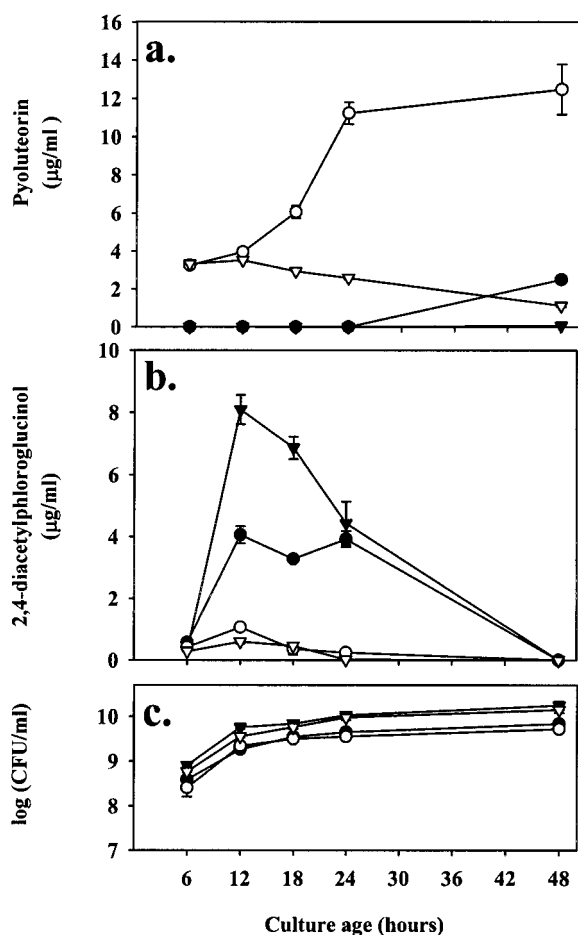 a.
Pyoluteorin
(µg/ml)
16
14
12
10
8
6
4
2
0
b.
2,4-diacetylphloroglucinol
(µg/ml)
10
8
6
4
2
0
c.
log (CFU/ml)
10
9
8
7
6 12 18 24 30 36 42 48
Culture age (hours)